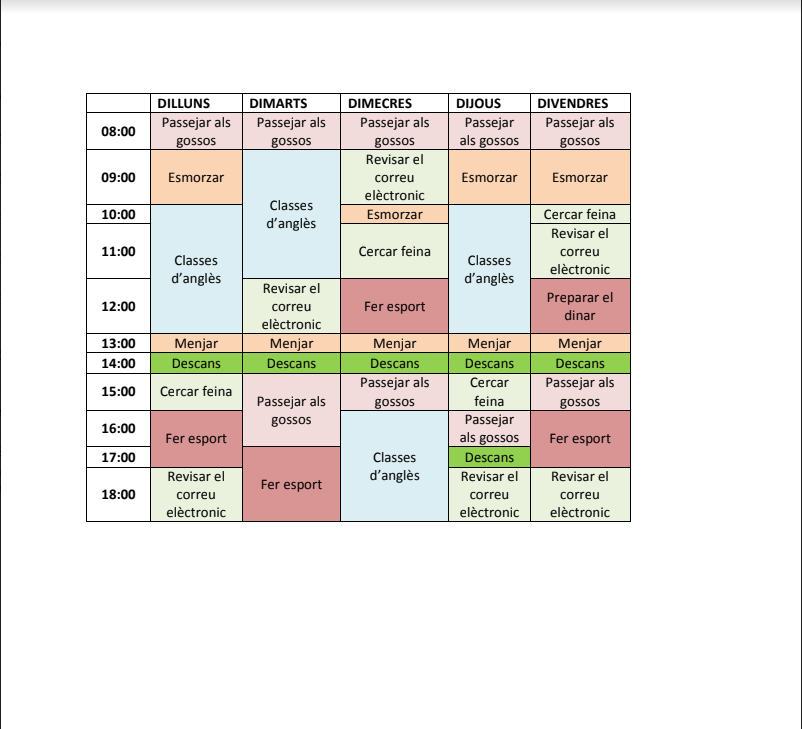 DILLUNS DIMARTS DIMECRES DIJOUS DIVENDRES
08:00 Passejar als gossos Passejar als gossos Passejar als gossos Passejar als gossos Passejar als gossos
09:00 Esmorzar Classes d’anglès Revisar el correu elèctronic Esmorzar Esmorzar
10:00 Classes d’anglès Esmorzar Classes d’anglès Cercar feina
11:00 Cercar feina Revisar el correu elèctronic
12:00 Revisar el correu elèctronic Fer esport Preparar el dinar
13:00 Menjar Menjar Menjar Menjar Menjar
14:00 Descans Descans Descans Descans Descans
15:00 Cercar feina Passejar als gossos Passejar als gossos Cercar feina Passejar als gossos
16:00 Fer esport Classes d’anglès Passejar als gossos Fer esport
17:00 Fer esport Descans
18:00 Revisar el correu elèctronic Revisar el correu elèctronic Revisar el correu elèctronic